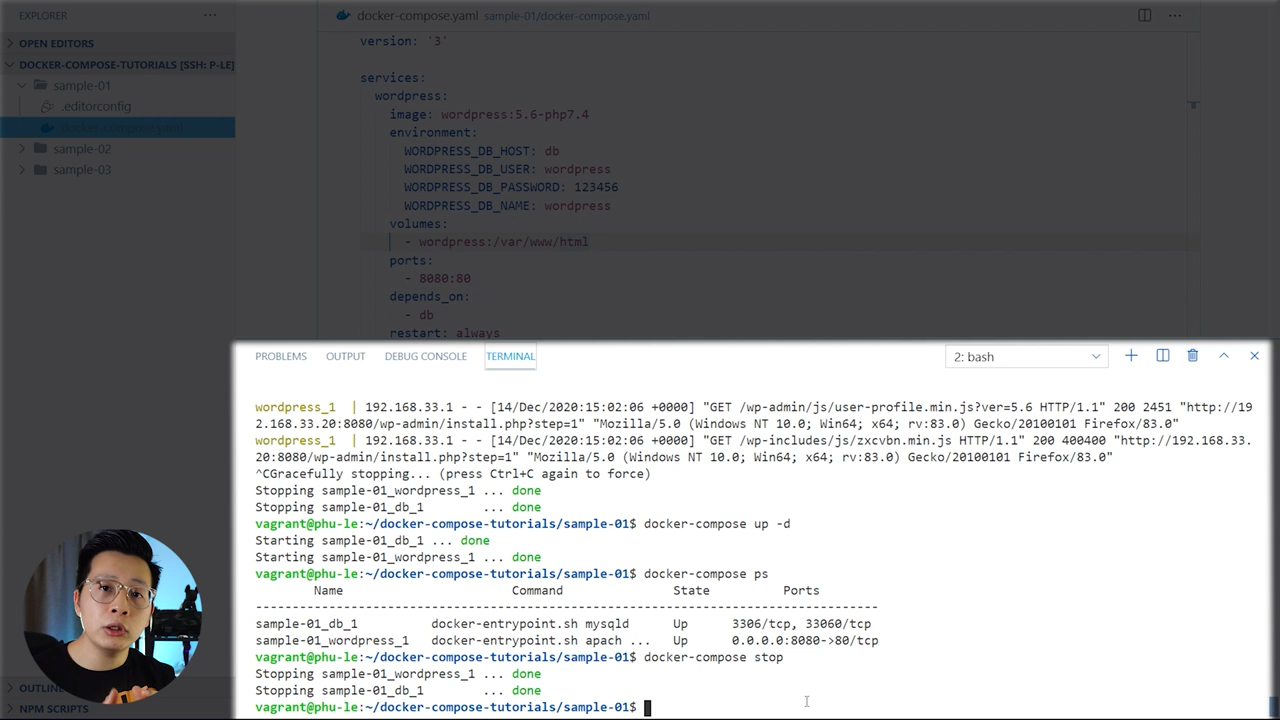 EXPLORER
OPEN EDITORS
DOCKER-COMPOSE-TUTORIALS [SSH: P-LE]
sample-01
.editorconfig
docker-compose.yaml
sample-02
sample-03
OUTLINE
NPM SCRIPTS
docker-compose.yaml sample-01/docker-compose.yaml
version: '3'
services:
wordpress:
image: wordpress:5.6-php7.4
environment:
WORDPRESS_DB_HOST: db
WORDPRESS_DB_USER: wordpress
WORDPRESS_DB_PASSWORD: 123456
WORDPRESS_DB_NAME: wordpress
volumes:
- wordpress:/var/www/html
ports:
- 8080:80
depends_on:
- db
restart: always
PROBLEMS OUTPUT DEBUG CONSOLE TERMINAL 2: bash
wordpress_1 | 192.168.33.1 - - [14/Dec/2020:15:02:06 +0000] "GET /wp-admin/js/user-profile.min.js?ver=5.6 HTTP/1.1" 200 2451 "http://19
2.168.33.20:8080/wp-admin/install.php?step=1" "Mozilla/5.0 (Windows NT 10.0; Win64; x64; rv:83.0) Gecko/20100101 Firefox/83.0"
wordpress_1 | 192.168.33.1 - - [14/Dec/2020:15:02:06 +0000] "GET /wp-includes/js/zxcvbn.min.js HTTP/1.1" 200 400400 "http://192.168.33.
20:8080/wp-admin/install.php?step=1" "Mozilla/5.0 (Windows NT 10.0; Win64; x64; rv:83.0) Gecko/20100101 Firefox/83.0"
^CGracefully stopping... (press Ctrl+C again to force)
Stopping sample-01_wordpress_1 ... done
Stopping sample-01_db_1 ... done
vagrant@phu-le:~/docker-compose-tutorials/sample-01$ docker-compose up -d
Starting sample-01_db_1 ... done
Starting sample-01_wordpress_1 ... done
vagrant@phu-le:~/docker-compose-tutorials/sample-01$ docker-compose ps
Name Command State Ports
-------------------------------------------------------------------------------------
sample-01_db_1 docker-entrypoint.sh mysqld Up 3306/tcp, 33060/tcp
sample-01_wordpress_1 docker-entrypoint.sh apach ... Up 0.0.0.0:8080->80/tcp
vagrant@phu-le:~/docker-compose-tutorials/sample-01$ docker-compose stop
Stopping sample-01_wordpress_1 ... done
Stopping sample-01_db_1 ... done
vagrant@phu-le:~/docker-compose-tutorials/sample-01$